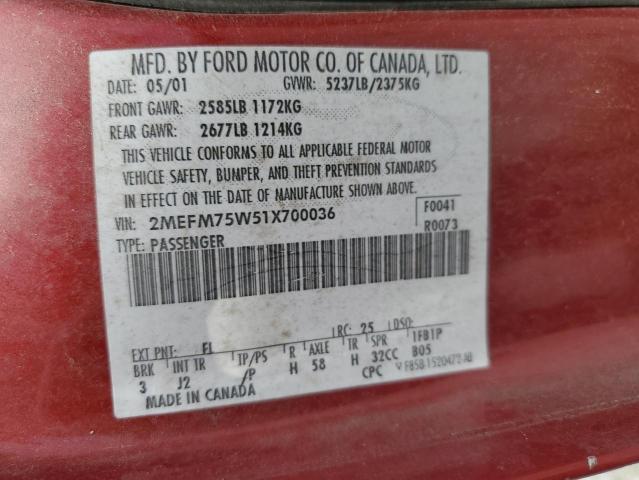 MFD. BY FORD MOTOR CO. OF CANADA, LTD.
DATE: 05/01 GVWR: 5237LB/2375KG
FRONT GAWR: 2585LB 1172KG
REAR GAWR: 2677LB 1214KG
THIS VEHICLE CONFORMS TO ALL APPLICABLE FEDERAL MOTOR
VEHICLE SAFETY, BUMPER, AND THEFT PREVENTION STANDARDS
IN EFFECT ON THE DATE OF MANUFACTURE SHOWN ABOVE.
VIN: 2MEFM75W51X700036 F0041
TYPE: PASSENGER R0073
EXT PNT: FL RC: 25 DSO:
BRK INT TR TP/PS R AXLE TR SPR 1FB1P
3 J2 /P H 58 H 32CC B05
MADE IN CANADA CPC